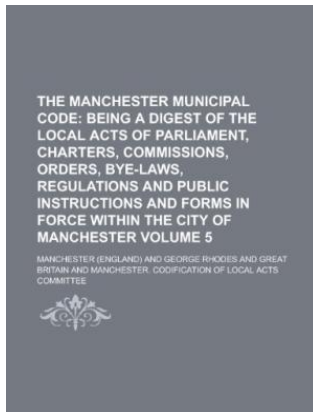 THE MANCHESTER MUNICIPAL
CODE: BEING A DIGEST OF THE
LOCAL ACTS OF PARLIAMENT,
CHARTERS, COMMISSIONS,
ORDERS, BYE-LAWS,
REGULATIONS AND PUBLIC
INSTRUCTIONS AND FORMS IN
FORCE WITHIN THE CITY OF
MANCHESTER VOLUME 5
MANCHESTER (ENGLAND) AND GEORGE RHODES AND GREAT
BRITAIN AND MANCHESTER. CODIFICATION OF LOCAL ACTS
COMMITTEE